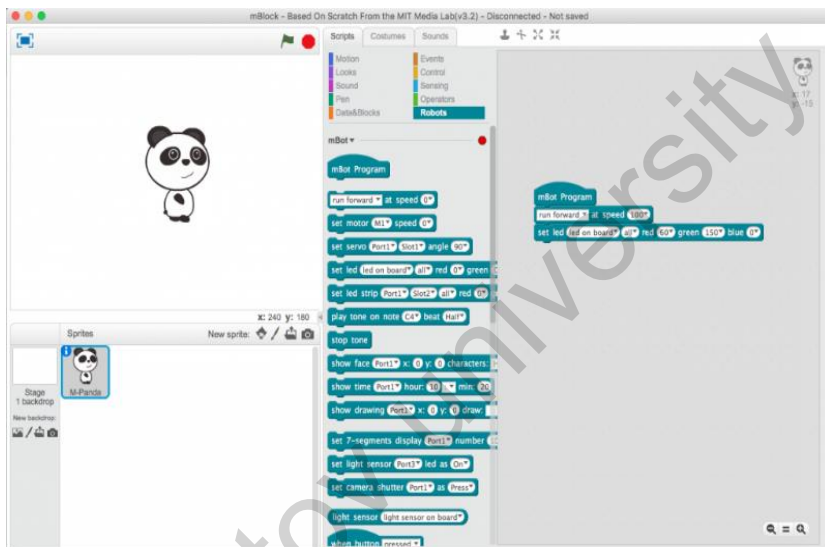 mBlock - Based On Scratch From the MIT Media Lab(v3.2) - Disconnected - Not saved
Scripts Costumes Sounds
Motion Events
Looks Control
Sound Sensing
Pen Operators
Data&Blocks Robots
mBot
mBot Program
run forward at speed 0
set motor M1 speed 0
set servo Port1 Slot1 angle 90
set led led on board all red 0 green
set led strip Port1 Slot2 all red 0
play tone on note C4 beat Half
stop tone
show face Port1 x: 0 y: 0 characters:
show time Port1 hour: 10 : min: 20
show drawing Port1 x: 0 y: 0 draw:
set 7-segments display Port1 number
set light sensor Port3 led as On
set camera shutter Port1 as Press
light sensor light sensor on board
when button pressed
x: 17
y: -13
mBot Program
run forward at speed 100
set led led on board all red 60 green 150 blue 0
x: 240 y: 180
Sprites New sprite:
Stage
1 backdrop
New backdrop:
M-Panda
tov university